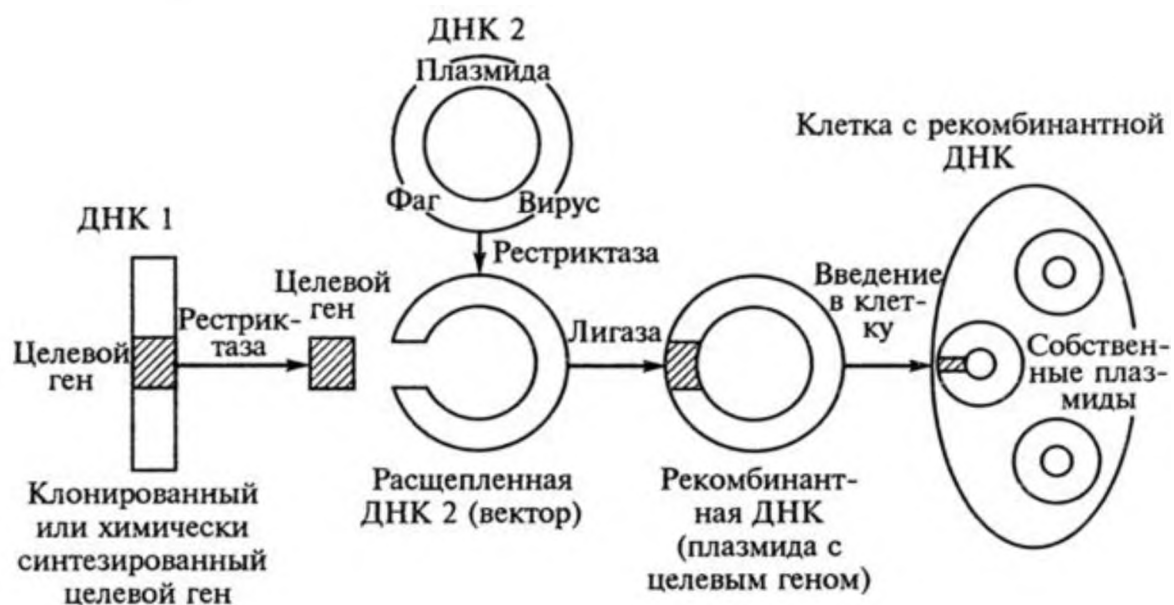 ДНК 2
Плазмида
Фаг
Вирус
Рестриктаза
ДНК 1
Целевой
ген
Рестрик-
таза
Целевой
ген
Клонированный
или химически
синтезированный
целевой ген
Расщепленная
ДНК 2 (вектор)
Лигаза
Рекомбинант-
ная ДНК
(плазмида с
целевым геном)
Введение
в клет-
ку
Клетка с рекомбинантной
ДНК
Собствен-
ные плаз-
миды